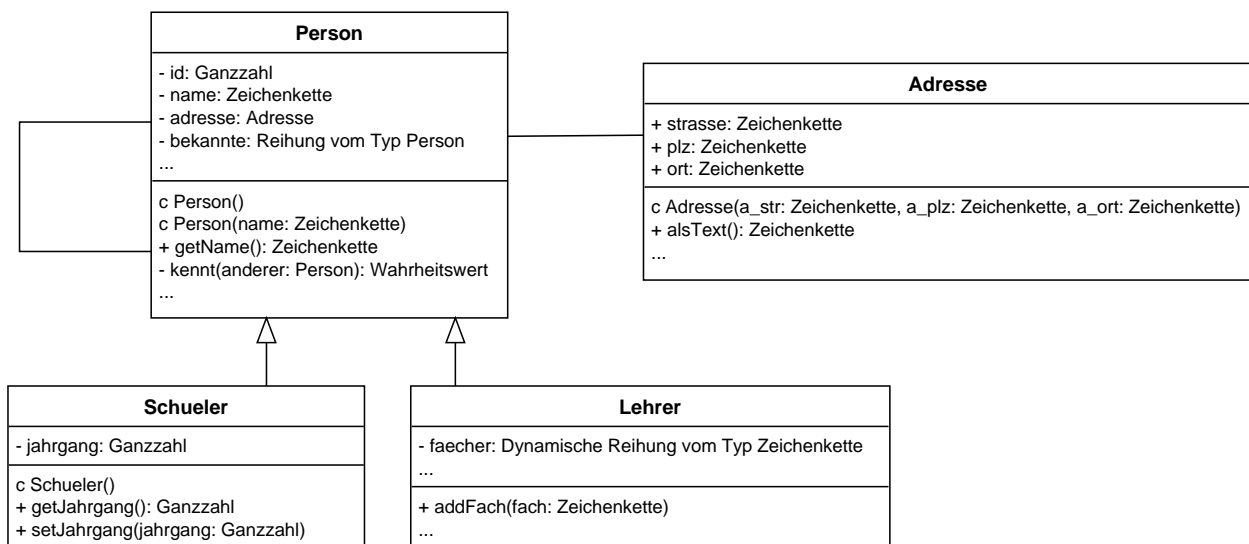 Person
- id: Ganzzahl
- name: Zeichenkette
- adresse: Adresse
- bekannte: Reihung vom Typ Person
...
c Person()
c Person(name: Zeichenkette)
+ getName(): Zeichenkette
- kennt(anderer: Person): Wahrheitswert
...
Adresse
+ strasse: Zeichenkette
+ plz: Zeichenkette
+ ort: Zeichenkette
c Adresse(a_str: Zeichenkette, a_plz: Zeichenkette, a_ort: Zeichenkette)
+ alsText(): Zeichenkette
...
Schueler
- jahrgang: Ganzzahl
c Schueler()
+ getJahrgang(): Ganzzahl
+ setJahrgang(jahrgang: Ganzzahl)
Lehrer
- faecher: Dynamische Reihung vom Typ Zeichenkette
...
+ addFach(fach: Zeichenkette)
...